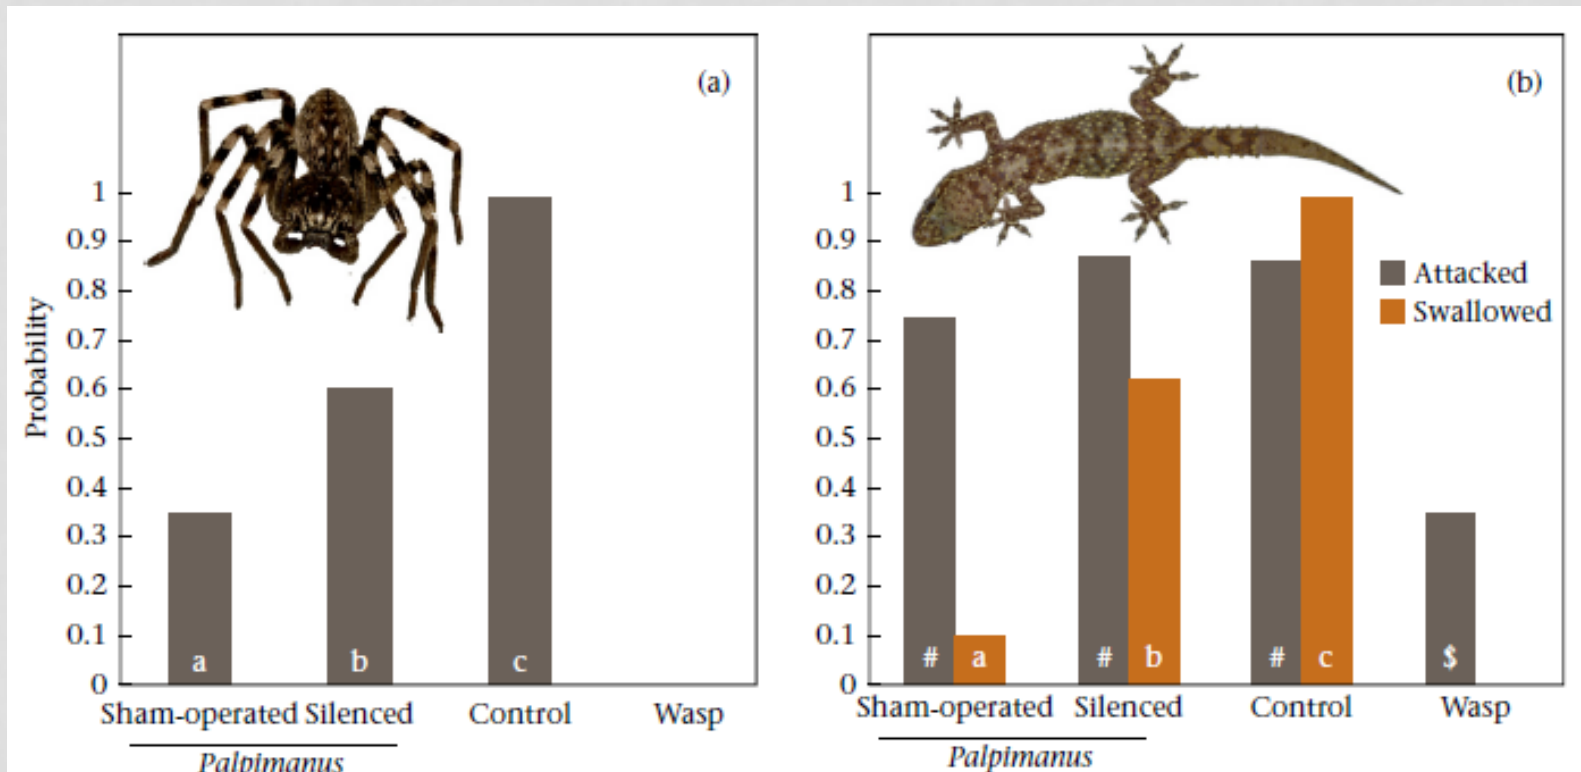 (a)
Probability
1
0.9
0.8
0.7
0.6
0.5
0.4
0.3
0.2
0.1
0
a
b
c
Sham-operated Silenced Control Wasp
Palpimanus
(b)
1
0.9
0.8
0.7
0.6
0.5
0.4
0.3
0.2
0.1
0
Attacked
Swallowed
# a
# b
# c
$
Sham-operated Silenced Control Wasp
Palpimanus